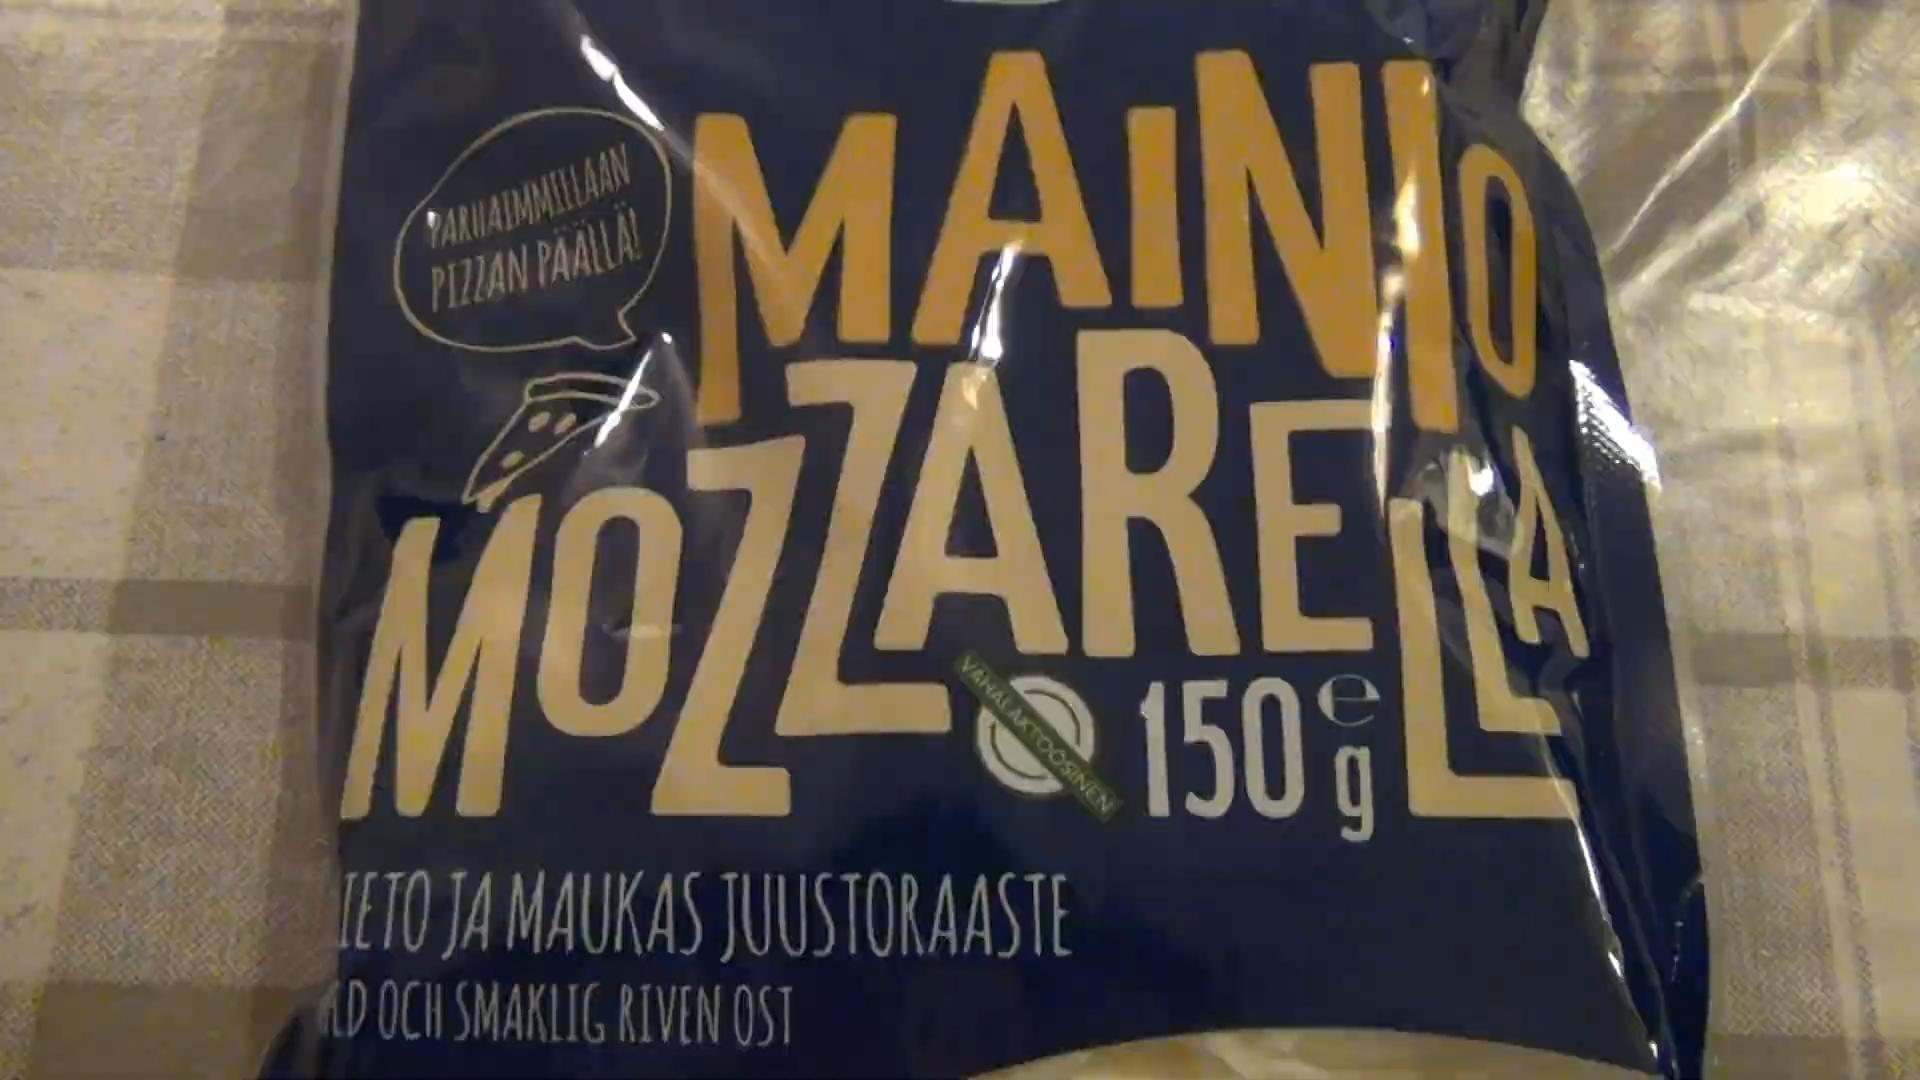 PARHAIMMILLAAN
PIZZAN PÄÄLLÄ!
MAINIO
MOZZARELLA
VÄHÄLAKTOOSINEN
150 g e
IETO JA MAUKAS JUUSTORAASTE
LD OCH SMAKLIG RIVEN OST